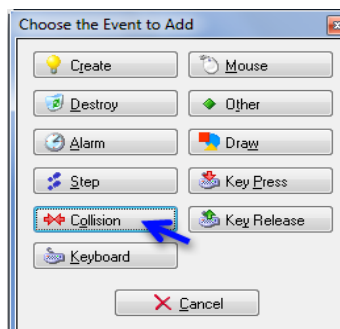 Choose the Event to Add
Create
Mouse
Destroy
Other
Alarm
Draw
Step
Key Press
Collision
Key Release
Keyboard
Cancel